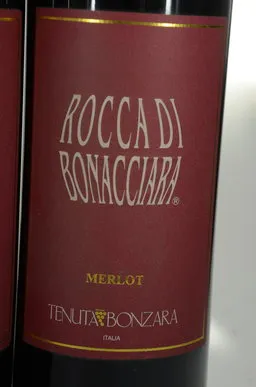 ROCCA DI
BONACCIARA®
MERLOT
TENUTA BONZARA
ITALIA